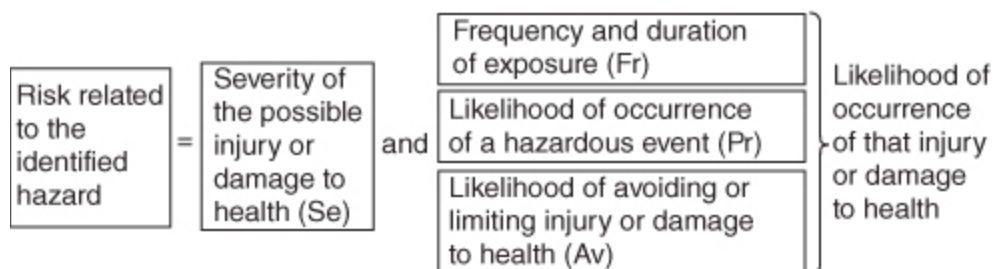 Risk related
to the
identified
hazard
=
Severity of
the possible
injury or
damage to
health (Se)
and
Frequency and duration
of exposure (Fr)
Likelihood of occurrence
of a hazardous event (Pr)
Likelihood of avoiding or
limiting injury or damage
to health (Av)
Likelihood of
occurrence
of that injury
or damage
to health